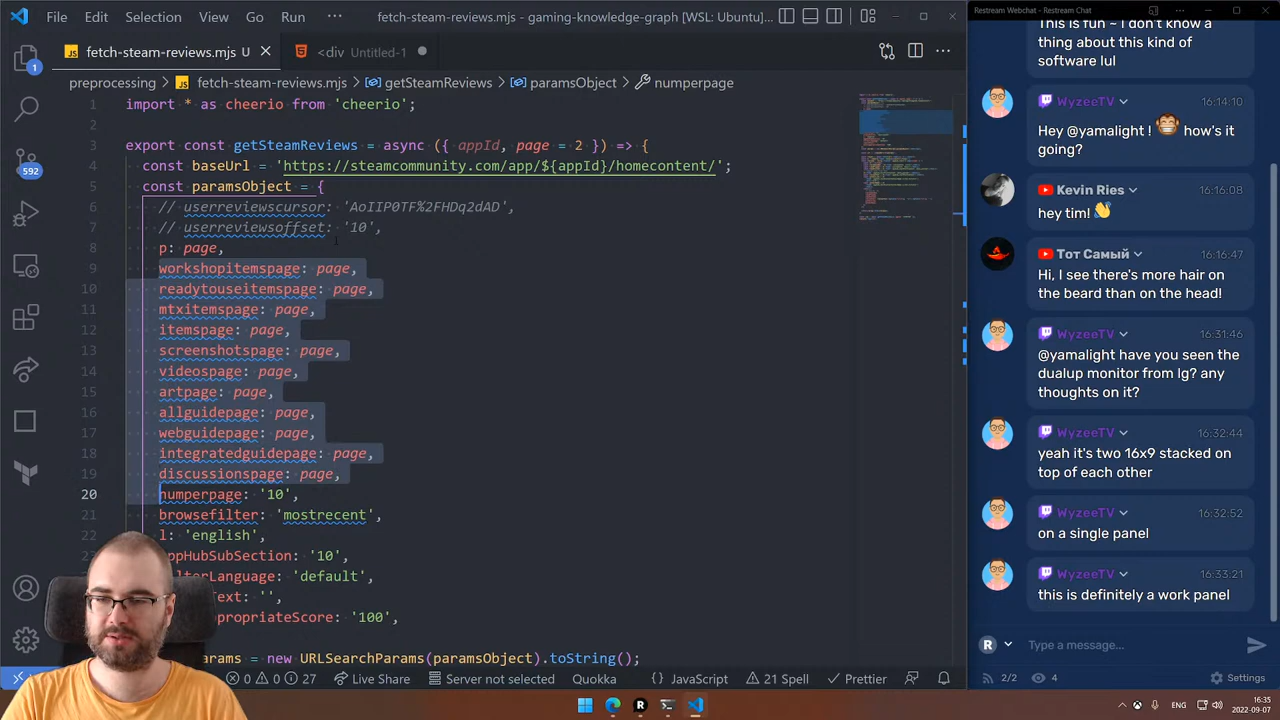 File Edit Selection View Go Run ··· fetch-steam-reviews.mjs - gaming-knowledge-graph [WSL: Ubuntu]
fetch-steam-reviews.mjs U
<div Untitled-1
preprocessing > fetch-steam-reviews.mjs > getSteamReviews > paramsObject > numperpage
1 import * as cheerio from 'cheerio';
2
3 export const getSteamReviews = async ({ appId, page = 2 }) => {
4 const baseUrl = `https://steamcommunity.com/app/${appId}/homecontent/`;
5 const paramsObject = {
6 // userreviewscursor: 'AoIIP0TF%2FHDq2dAD',
7 // userreviewsoffset: '10',
8 p: page,
9 workshopitemspage: page,
10 readytouseitemspage: page,
11 mtxitemspage: page,
12 itemspage: page,
13 screenshotspage: page,
14 videospage: page,
15 artpage: page,
16 allguidepage: page,
17 webguidepage: page,
18 integratedguidepage: page,
19 discussionspage: page,
20 numperpage: '10',
21 browsefilter: 'mostrecent',
22 l: 'english',
ppHubSubSection: '10',
lterLanguage: 'default',
Text: '',
propriateScore: '100',
rams = new URLSearchParams(paramsObject).toString();
1
592
0 0 27 Live Share Server not selected Quokka JavaScript 21 Spell Prettier
Restream Webchat - Restream Chat
This is fun ~ I don't know a
thing about this kind of
software lul
WyzeeTV 16:14:10
Hey @yamalight ! how's it
going?
Kevin Ries 16:16:08
hey tim!
Тот Самый 16:16:47
Hi, I see there's more hair on
the beard than on the head!
WyzeeTV 16:31:46
@yamalight have you seen the
dualup monitor from lg? any
thoughts on it?
WyzeeTV 16:32:44
yeah it's two 16x9 stacked on
top of each other
WyzeeTV 16:32:52
on a single panel
WyzeeTV 16:33:21
this is definitely a work panel
R Type a message...
2/2 4 Settings
R
ENG
16:35
2022-09-07